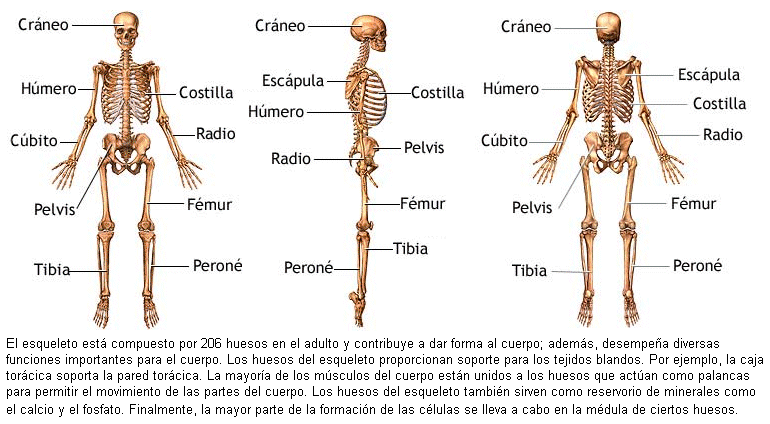 Cráneo
Húmero
Costilla
Cúbito
Radio
Pelvis
Fémur
Tibia
Peroné
Cráneo
Escápula
Costilla
Húmero
Radio
Pelvis
Fémur
Tibia
Peroné
Cráneo
Húmero
Escápula
Costilla
Cúbito
Radio
Pelvis
Fémur
Tibia
Peroné
El esqueleto está compuesto por 206 huesos en el adulto y contribuye a dar forma al cuerpo; además, desempeña diversas
funciones importantes para el cuerpo. Los huesos del esqueleto proporcionan soporte para los tejidos blandos. Por ejemplo, la caja
torácica soporta la pared torácica. La mayoría de los músculos del cuerpo están unidos a los huesos que actúan como palancas
para permitir el movimiento de las partes del cuerpo. Los huesos del esqueleto también sirven como reservorio de minerales como
el calcio y el fosfato. Finalmente, la mayor parte de la formación de las células se lleva a cabo en la médula de ciertos huesos.